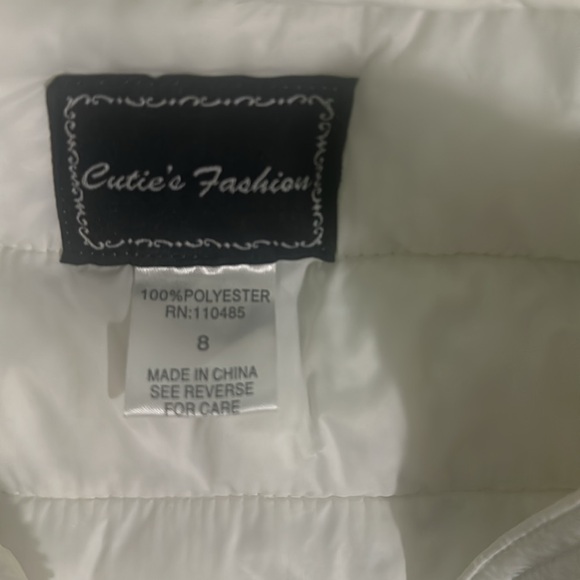 Cutie's Fashion
100%POLYESTER
RN:110485
8
MADE IN CHINA
SEE REVERSE
FOR CARE